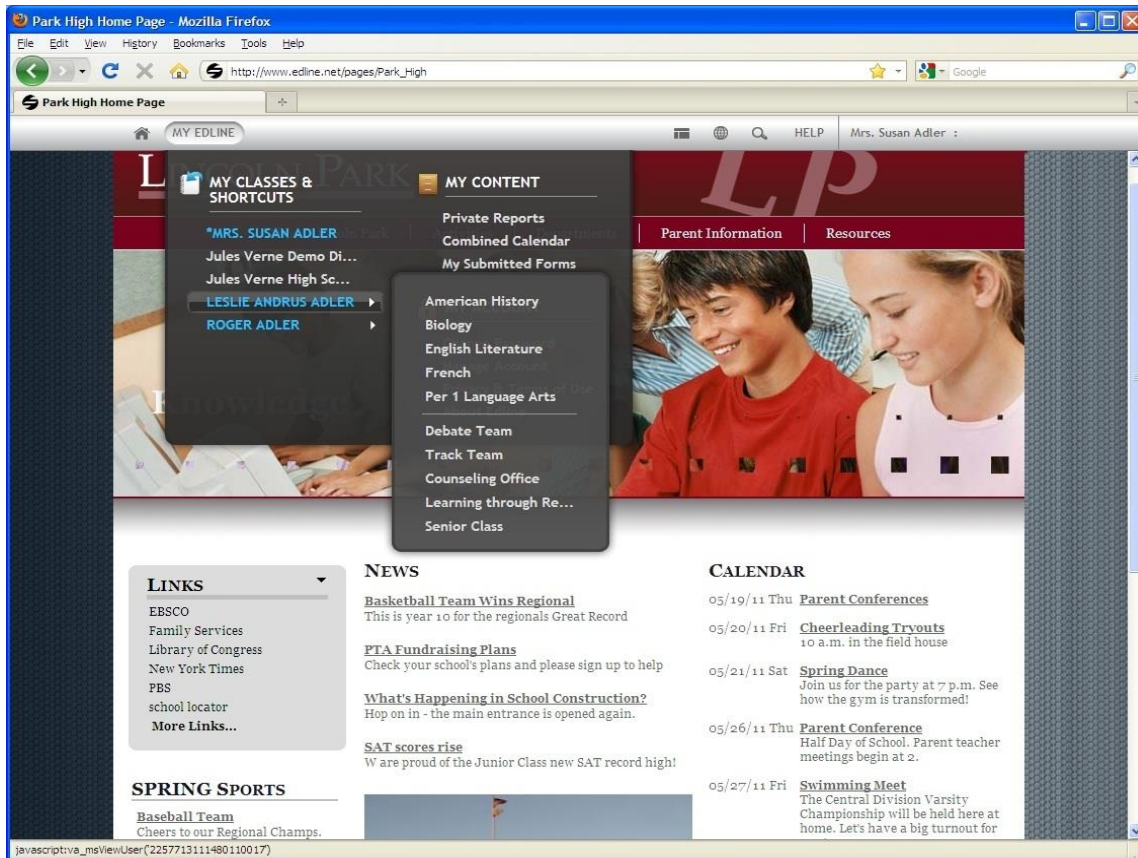 Park High Home Page - Mozilla Firefox
File Edit View History Bookmarks Tools Help
http://www.edline.net/pages/Park_High
Google
Park High Home Page
MY EDLINE
HELP
Mrs. Susan Adler :
LINCOLN PARK
LP
MY CLASSES & SHORTCUTS
*MRS. SUSAN ADLER
Jules Verne Demo Di...
Jules Verne High Sc...
LESLIE ANDRUS ADLER
ROGER ADLER
MY CONTENT
Private Reports
Combined Calendar
My Submitted Forms
Parent Information
Resources
American History
Biology
English Literature
French
Per 1 Language Arts
Debate Team
Track Team
Counseling Office
Learning through Re...
Senior Class
Knowledge
LINKS
EBSCO
Family Services
Library of Congress
New York Times
PBS
school locator
More Links...
SPRING SPORTS
Baseball Team
Cheers to our Regional Champs.
NEWS
Basketball Team Wins Regional
This is year 10 for the regionals Great Record
PTA Fundraising Plans
Check your school's plans and please sign up to help
What's Happening in School Construction?
Hop on in - the main entrance is opened again.
SAT scores rise
W are proud of the Junior Class new SAT record high!
CALENDAR
05/19/11 Thu Parent Conferences
05/20/11 Fri Cheerleading Tryouts
10 a.m. in the field house
05/21/11 Sat Spring Dance
Join us for the party at 7 p.m. See
how the gym is transformed!
05/26/11 Thu Parent Conference
Half Day of School. Parent teacher
meetings begin at 2.
05/27/11 Fri Swimming Meet
The Central Division Varsity
Championship will be held here at
home. Let's have a big turnout for
javascript:va_msViewUser('2257713111480110017')